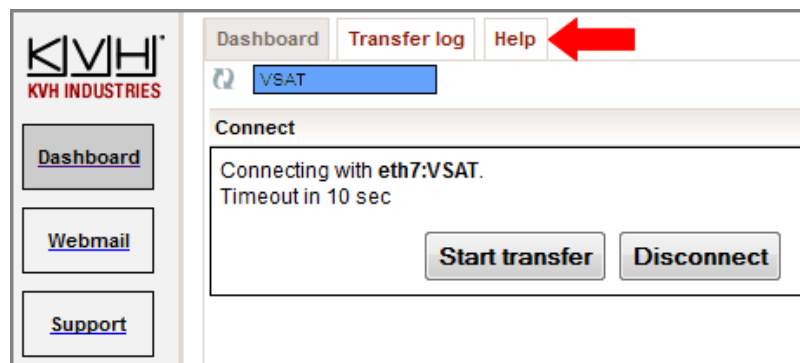 KVH
KVH INDUSTRIES
Dashboard
Webmail
Support
Dashboard Transfer log Help
VSAT
Connect
Connecting with eth7:VSAT.
Timeout in 10 sec
Start transfer Disconnect